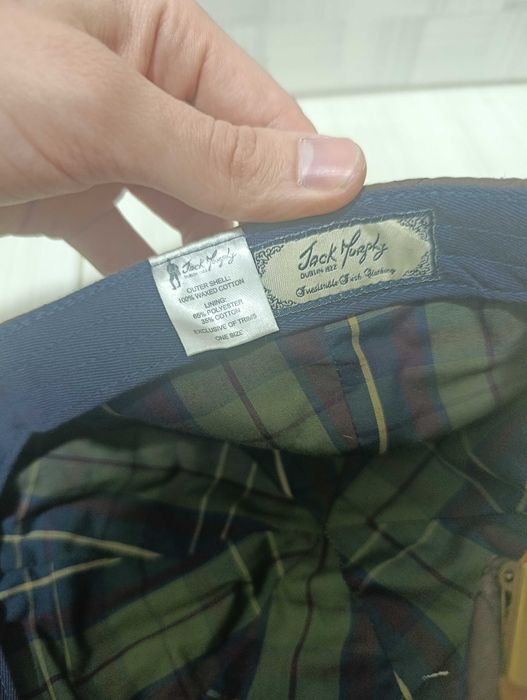 Jack Murphy
DUBLIN 1922
OUTER SHELL:
100% WAXED COTTON
LINING:
65% POLYESTER
35% COTTON
EXCLUSIVE OF TRIMS
ONE SIZE
Jack Murphy
DUBLIN 1922
Irresistible Irish Clothing